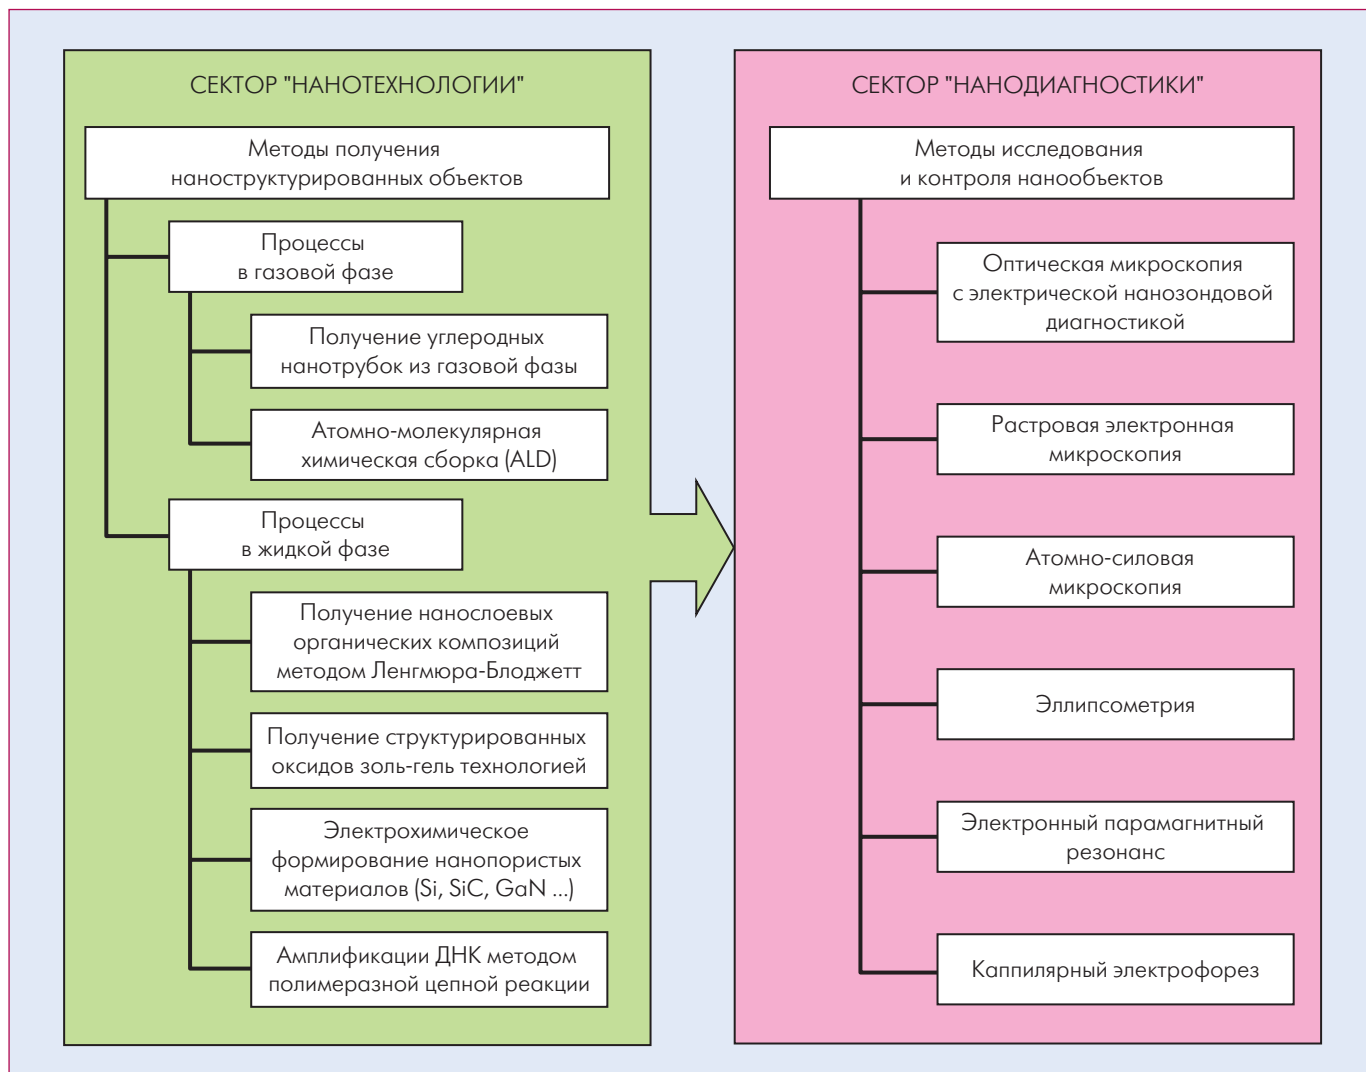 СЕКТОР "НАНОТЕХНОЛОГИИ"
Методы получения
наноструктурированных объектов
Процессы
в газовой фазе
Получение углеродных
нанотрубок из газовой фазы
Атомно-молекулярная
химическая сборка (ALD)
Процессы
в жидкой фазе
Получение нанослоевых
органических композиций
методом Ленгмюра-Блоджетт
Получение структурированных
оксидов золь-гель технологией
Электрохимическое
формирование нанопористых
материалов (Si, SiC, GaN ...)
Амплификации ДНК методом
полимеразной цепной реакции
СЕКТОР "НАНОДИАГНОСТИКИ"
Методы исследования
и контроля нанообъектов
Оптическая микроскопия
с электрической нанозондовой
диагностикой
Растровая электронная
микроскопия
Атомно-силовая
микроскопия
Эллипсометрия
Электронный парамагнитный
резонанс
Каппилярный электрофорез